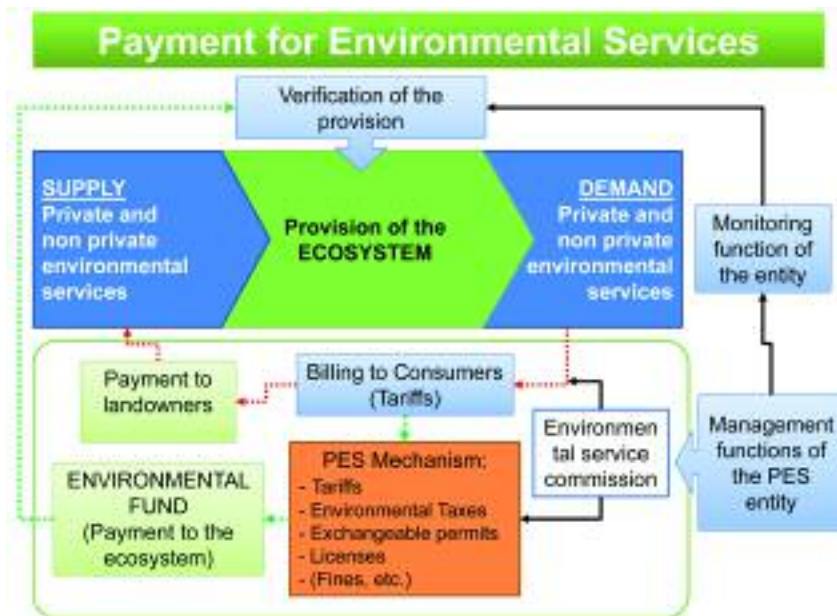 Payment for Environmental Services
Verification of the
provision
SUPPLY
Private and
non private
environmental
services
Provision of the
ECOSYSTEM
DEMAND
Private and
non private
environmental
services
Monitoring
function of
the entity
Payment to
landowners
Billing to Consumers
(Tariffs)
Environmen
tal service
commission
Management
functions of
the PES
entity
ENVIRONMENTAL
FUND
(Payment to the
ecosystem)
PES Mechanism:
- Tariffs
- Environmental Taxes
- Exchangeable permits
- Licenses
- (Fines, etc.)